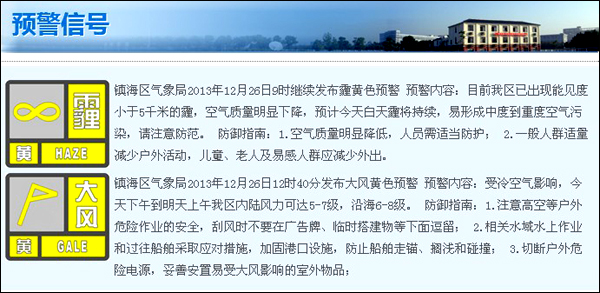 预警信号
霾
黄 HAZE
镇海区气象局2013年12月26日9时继续发布霾黄色预警 预警内容：目前我区已出现能见度
小于5千米的霾，空气质量明显下降，预计今天白天霾将持续，易形成中度到重度空气污
染，请注意防范。 防御指南：1.空气质量明显降低，人员需适当防护； 2.一般人群适量
减少户外活动，儿童、老人及易感人群应减少外出。
大风
黄 GALE
镇海区气象局2013年12月26日12时40分发布大风黄色预警 预警内容：受冷空气影响，今
天下午到明天上午我区内陆风力可达5-7级，沿海6-8级。 防御指南：1.注意高空等户外
危险作业的安全，刮风时不要在广告牌、临时搭建物等下面逗留； 2.相关水域水上作业
和过往船舶采取应对措施，加固港口设施，防止船舶走锚、搁浅和碰撞； 3.切断户外危
险电源，妥善安置易受大风影响的室外物品；